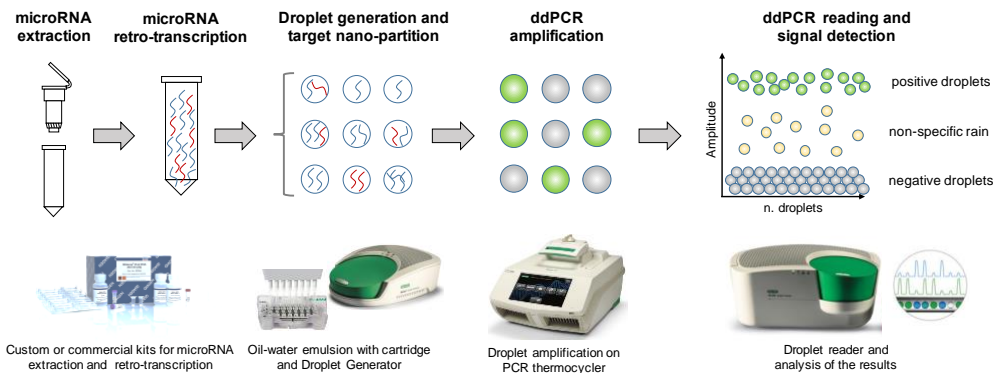 microRNA
extraction
microRNA
retro-transcription
Droplet generation and
target nano-partition
ddPCR
amplification
ddPCR reading and
signal detection
Amplitude
positive droplets
non-specific rain
negative droplets
n. droplets
Custom or commercial kits for microRNA
extraction and retro-transcription
Oil-water emulsion with cartridge
and Droplet Generator
Droplet amplification on
PCR thermocycler
Droplet reader and
analysis of the results